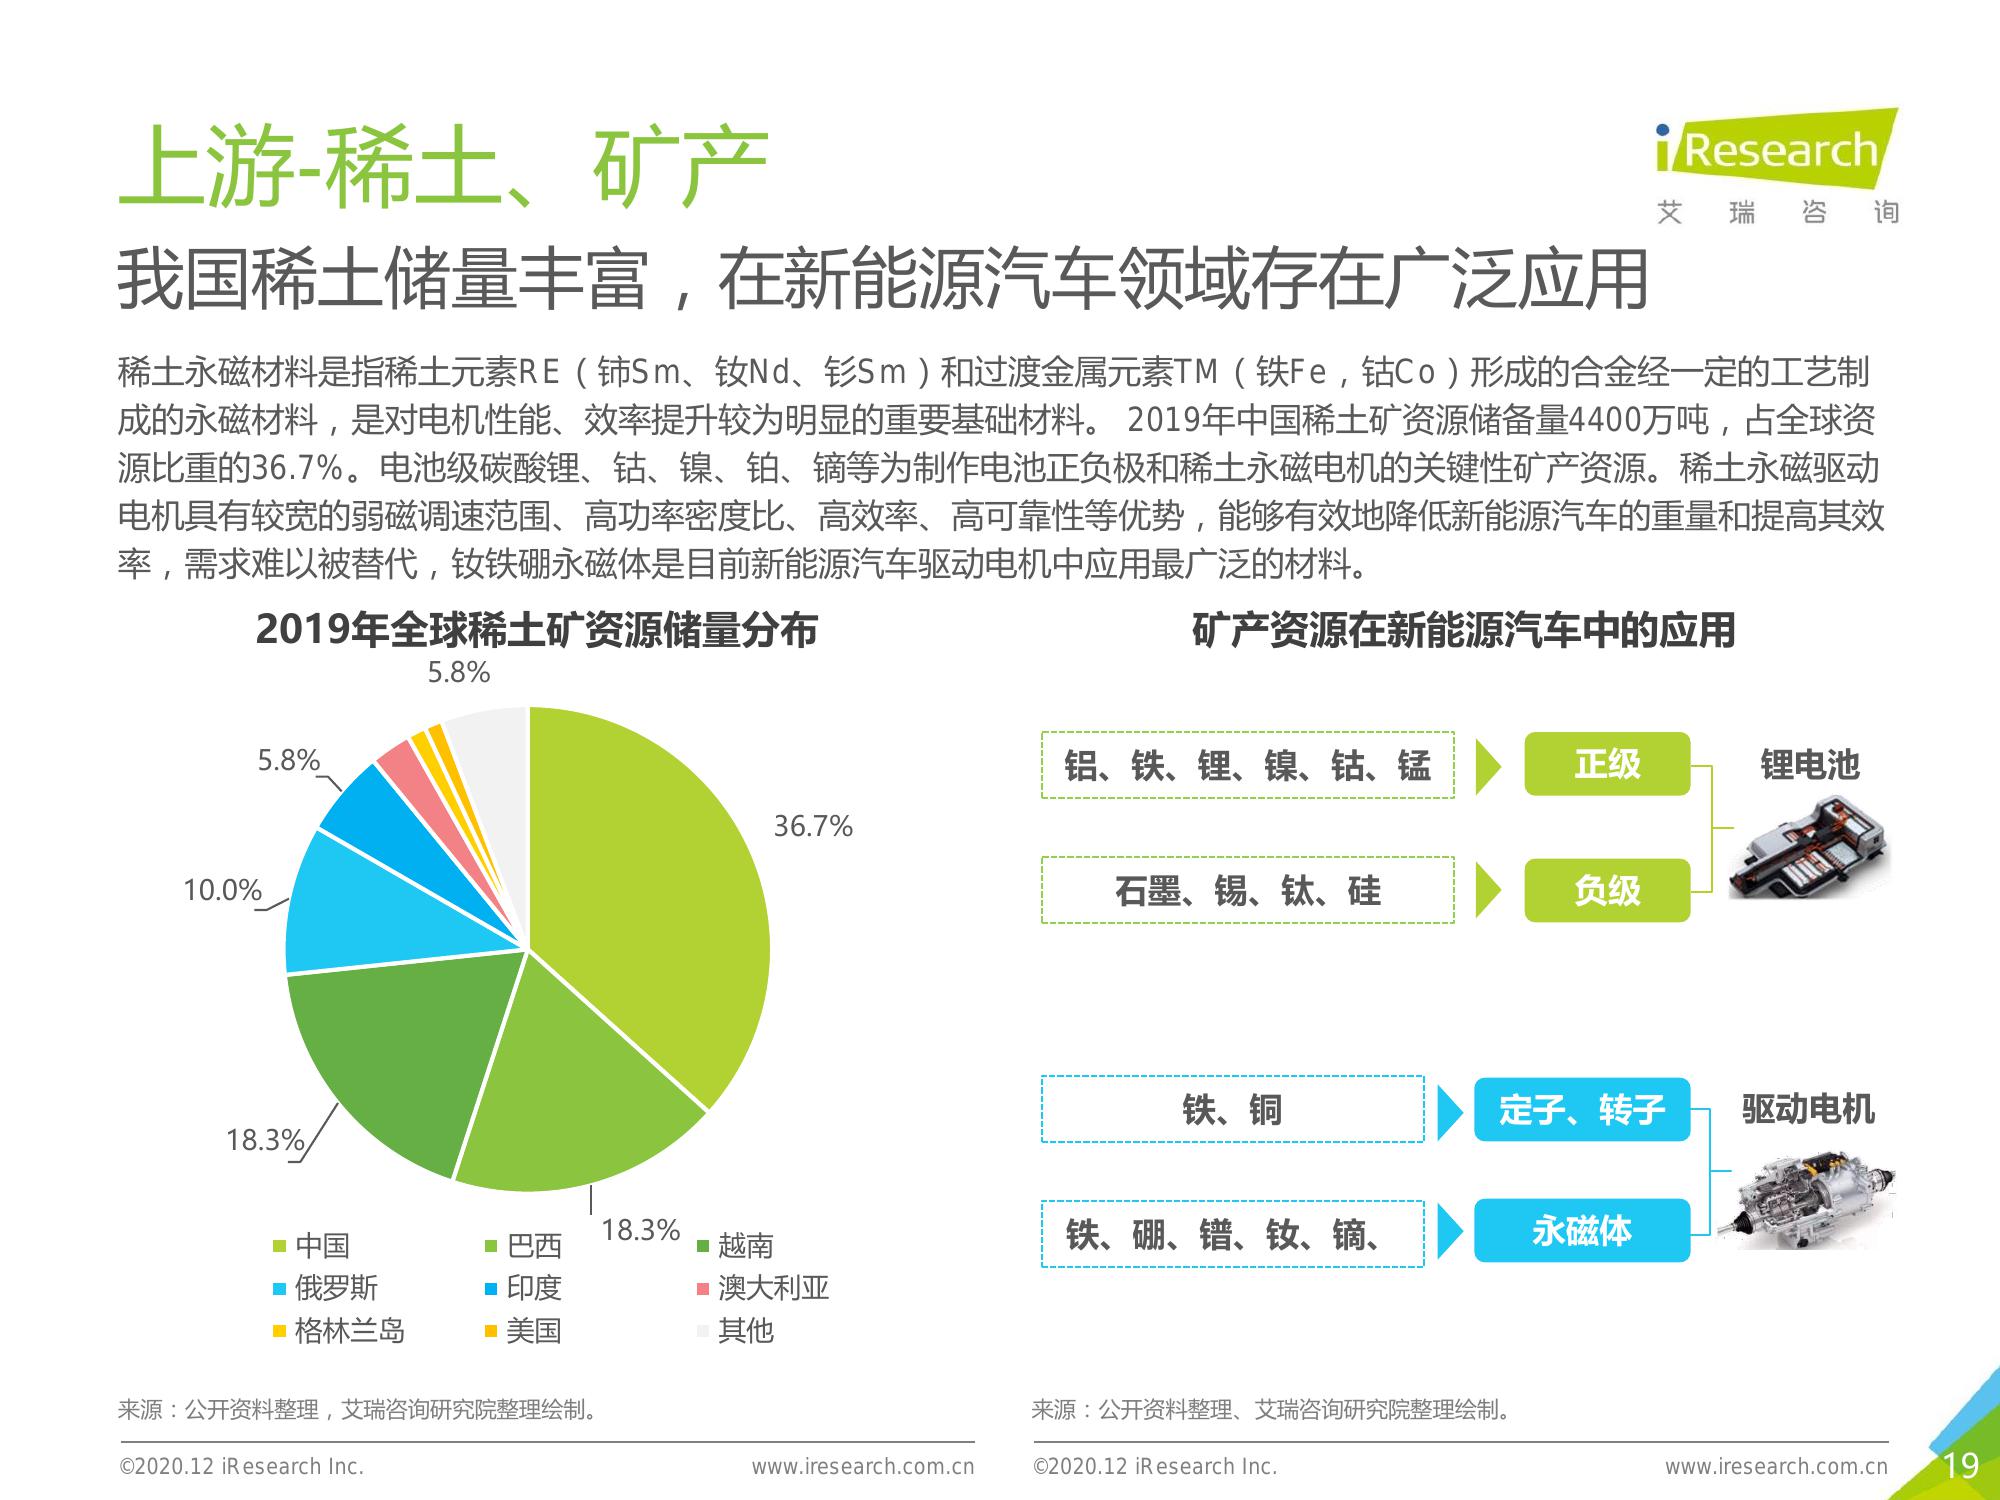 上游-稀土、矿产
iResearch
艾瑞咨询
我国稀土储量丰富，在新能源汽车领域存在广泛应用
稀土永磁材料是指稀土元素RE（铈Sm、钕Nd、钐Sm）和过渡金属元素TM（铁Fe，钴Co）形成的合金经一定的工艺制
成的永磁材料，是对电机性能、效率提升较为明显的重要基础材料。 2019年中国稀土矿资源储备量4400万吨，占全球资
源比重的36.7%。电池级碳酸锂、钴、镍、铂、镝等为制作电池正负极和稀土永磁电机的关键性矿产资源。稀土永磁驱动
电机具有较宽的弱磁调速范围、高功率密度比、高效率、高可靠性等优势，能够有效地降低新能源汽车的重量和提高其效
率，需求难以被替代，钕铁硼永磁体是目前新能源汽车驱动电机中应用最广泛的材料。
2019年全球稀土矿资源储量分布
5.8%
5.8%
36.7%
10.0%
18.3%
18.3%
中国 巴西 越南
俄罗斯 印度 澳大利亚
格林兰岛 美国 其他
来源：公开资料整理，艾瑞咨询研究院整理绘制。
©2020.12 iResearch Inc. www.iresearch.com.cn
矿产资源在新能源汽车中的应用
铝、铁、锂、镍、钴、锰
正级
锂电池
石墨、锡、钛、硅
负级
铁、铜
定子、转子
驱动电机
铁、硼、镨、钕、镝、
永磁体
来源：公开资料整理、艾瑞咨询研究院整理绘制。
©2020.12 iResearch Inc. www.iresearch.com.cn
19